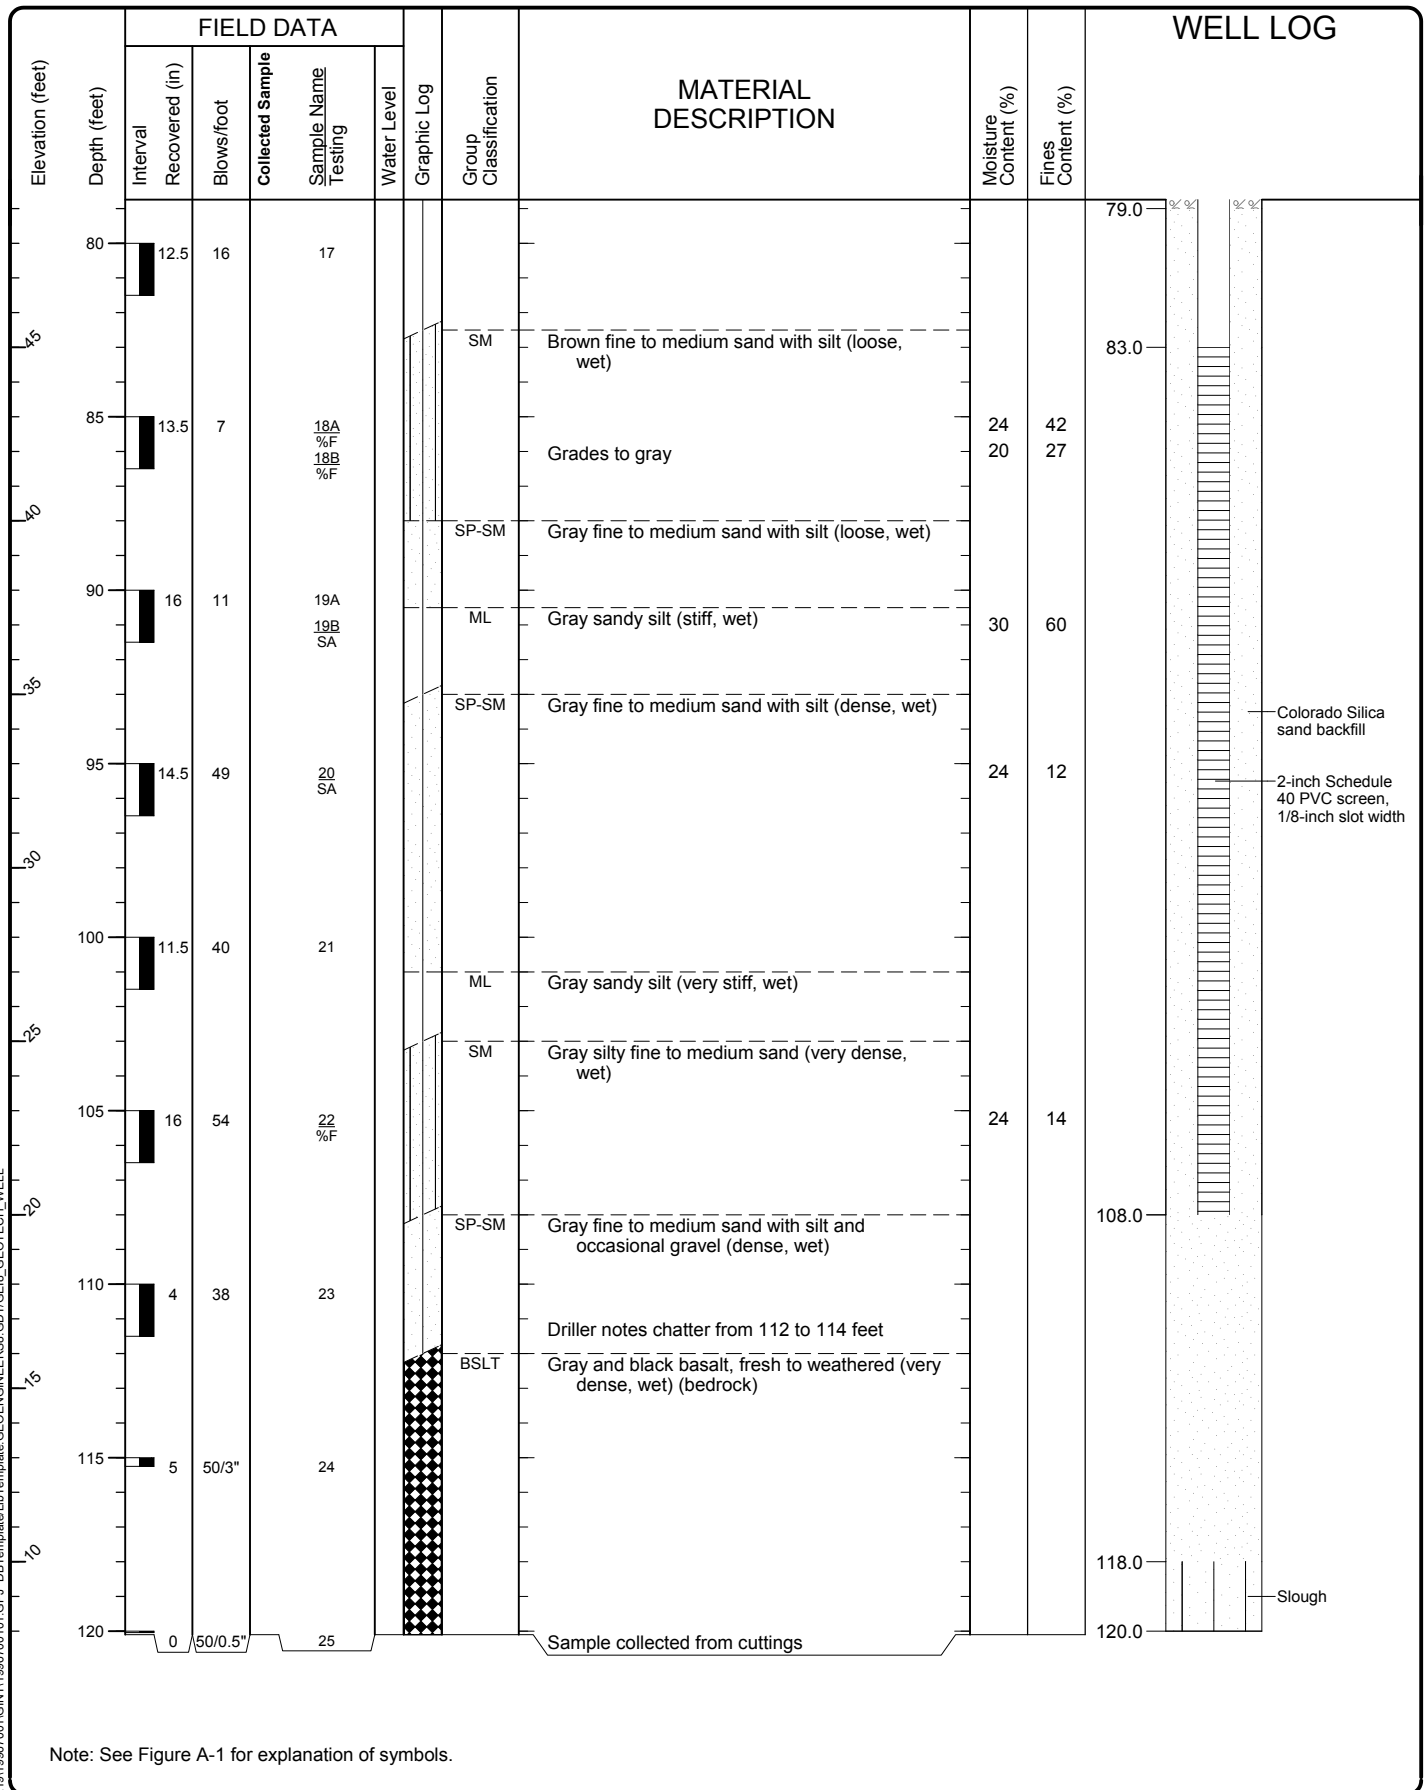 FIELD DATA
WELL LOG
Elevation (feet)
Depth (feet)
Interval
Recovered (in)
Blows/foot
Collected Sample
Sample Name
Testing
Water Level
Graphic Log
Group
Classification
MATERIAL
DESCRIPTION
Moisture
Content (%)
Fines
Content (%)
79.0
80 12.5 16 17
45
SM Brown fine to medium sand with silt (loose,
wet)
83.0
85 13.5 7 18A 24 42
%F
18B Grades to gray 20 27
%F
40
SP-SM Gray fine to medium sand with silt (loose, wet)
90 16 11 19A
ML Gray sandy silt (stiff, wet)
19B 30 60
SA
35
SP-SM Gray fine to medium sand with silt (dense, wet)
Colorado Silica
sand backfill
95 14.5 49 20 24 12
SA
2-inch Schedule
40 PVC screen,
1/8-inch slot width
30
100 11.5 40 21
ML Gray sandy silt (very stiff, wet)
25
SM Gray silty fine to medium sand (very dense,
wet)
105 16 54 22 24 14
%F
20
108.0
SP-SM Gray fine to medium sand with silt and
occasional gravel (dense, wet)
110 4 38 23
Driller notes chatter from 112 to 114 feet
BSLT Gray and black basalt, fresh to weathered (very
dense, wet) (bedrock)
15
115 5 50/3" 24
10
118.0
Slough
120 0 50/0.5" 25 Sample collected from cuttings
120.0
Note: See Figure A-1 for explanation of symbols.